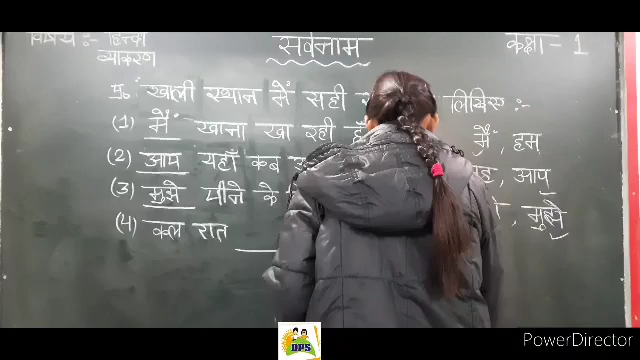 विषय :- हिन्दी व्याकरण सर्वनाम कक्षा - 1
प्र॰ खाली स्थान में सही लिखिए :-
(1) मैं खाना खा रही हूँ मैं, हम
(2) आप यहाँ कब आप
(3) मुझे पीने के मुझे
(4) कल रात ____
DPS
PowerDirector